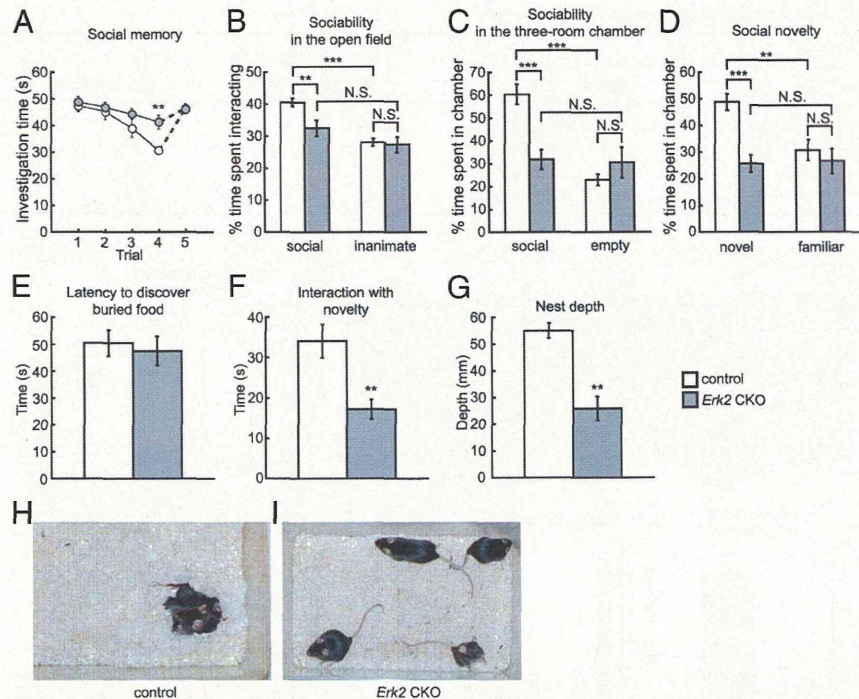 A
Social memory
Investigation time (s)
60
50
40
30
20
10
0
**
1 2 3 4 5
Trial
B
Sociability
in the open field
% time spent interacting
50
40
30
20
10
0
***
**
N.S.
N.S.
social inanimate
C
Sociability
in the three-room chamber
% time spent in chamber
70
60
50
40
30
20
10
0
***
***
N.S.
N.S.
social empty
D
Social novelty
% time spent in chamber
60
50
40
30
20
10
0
**
***
N.S.
N.S.
novel familiar
E
Latency to discover
buried food
Time (s)
60
50
40
30
20
10
0
F
Interaction with
novelty
Time (s)
40
30
20
10
0
**
G
Nest depth
Depth (mm)
60
50
40
30
20
10
0
**
control
Erk2 CKO
H
control
I
Erk2 CKO